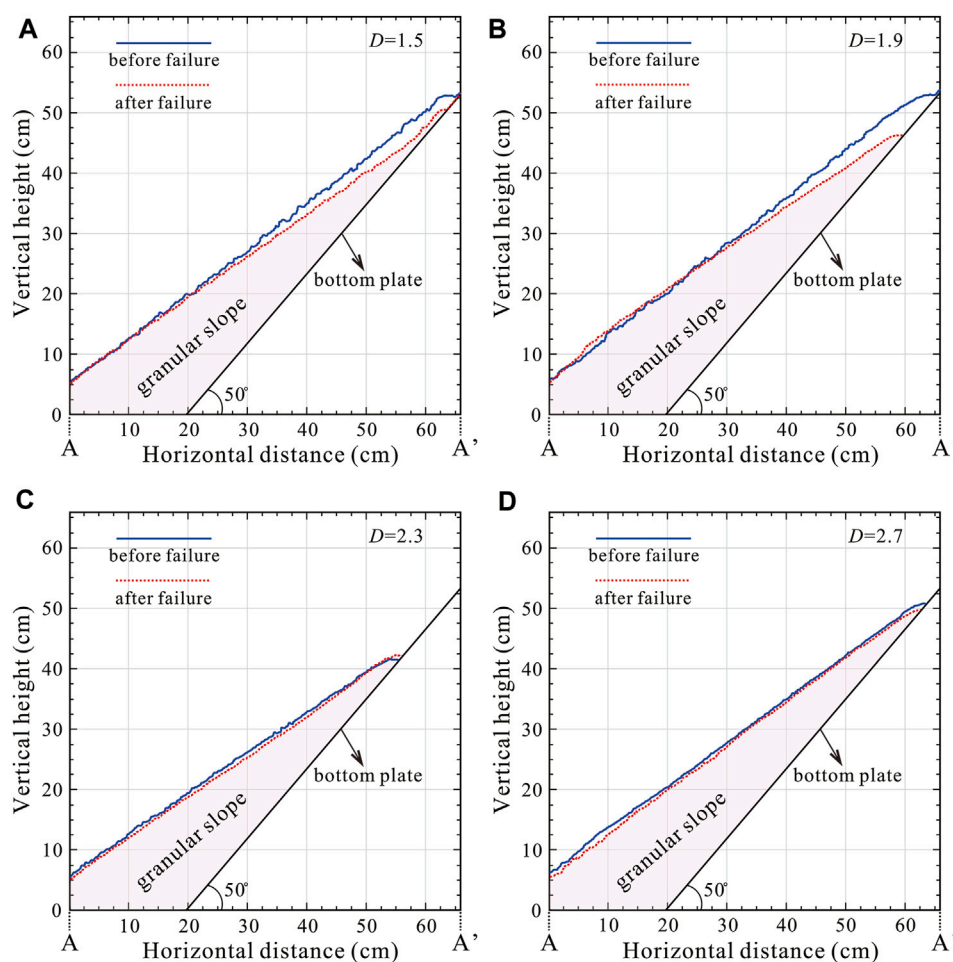 A
D=1.5
before failure
after failure
60
50
40
30
20
10
0
Vertical height (cm)
granular slope
bottom plate
50°
10 20 30 40 50 60
A Horizontal distance (cm) A’
B
D=1.9
before failure
after failure
60
50
40
30
20
10
0
Vertical height (cm)
granular slope
bottom plate
50°
10 20 30 40 50 60
A Horizontal distance (cm) A’
C
D=2.3
before failure
after failure
60
50
40
30
20
10
0
Vertical height (cm)
granular slope
bottom plate
50°
10 20 30 40 50 60
A Horizontal distance (cm) A’
D
D=2.7
before failure
after failure
60
50
40
30
20
10
0
Vertical height (cm)
granular slope
bottom plate
50°
10 20 30 40 50 60
A Horizontal distance (cm) A’